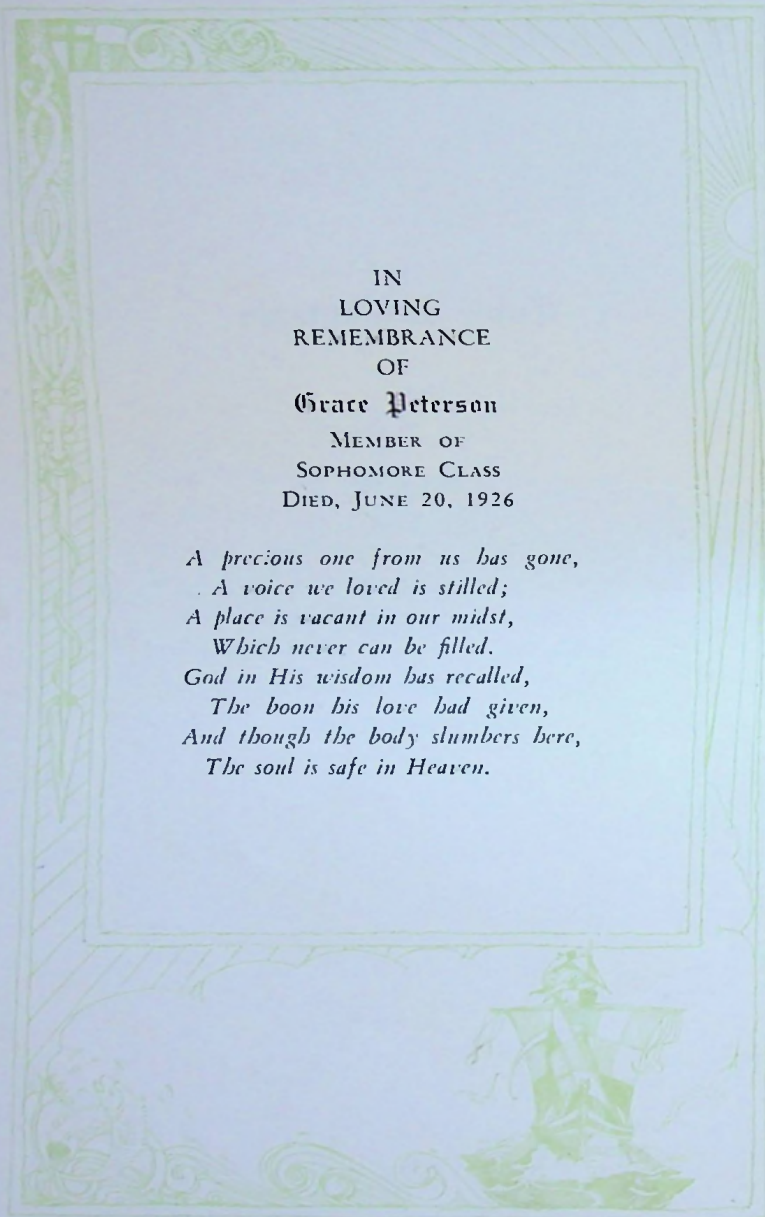 IN
LOVING
REMEMBRANCE
OF
Grace Peterson
MEMBER OF
SOPHOMORE CLASS
DIED, JUNE 20, 1926
A precious one from us has gone,
A voice we loved is stilled;
A place is vacant in our midst,
Which never can be filled.
God in His wisdom has recalled,
The boon his love had given,
And though the body slumbers here,
The soul is safe in Heaven.